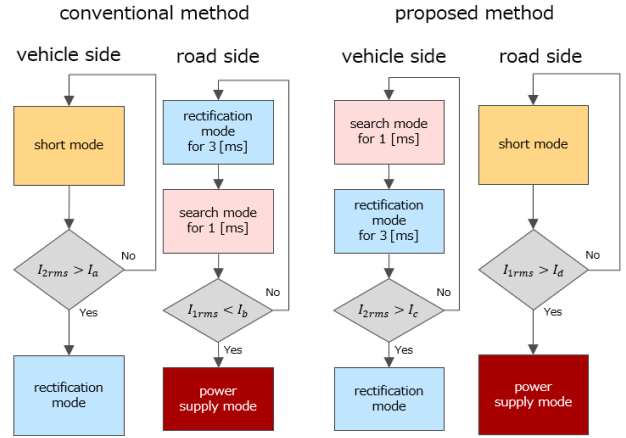 conventional method
vehicle side
road side
short mode
I2rms > Ia
No
Yes
rectification
mode
rectification
mode
for 3 [ms]
search mode
for 1 [ms]
I1rms < Ib
No
Yes
power
supply mode
proposed method
vehicle side
road side
search mode
for 1 [ms]
rectification
mode
for 3 [ms]
I2rms > Ic
No
Yes
rectification
mode
short mode
I1rms > Id
No
Yes
power
supply mode